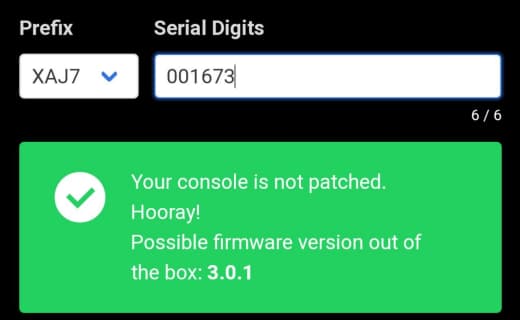 Prefix Serial Digits
XAJ7 001673
6 / 6
Your console is not patched.
Hooray!
Possible firmware version out of
the box: 3.0.1